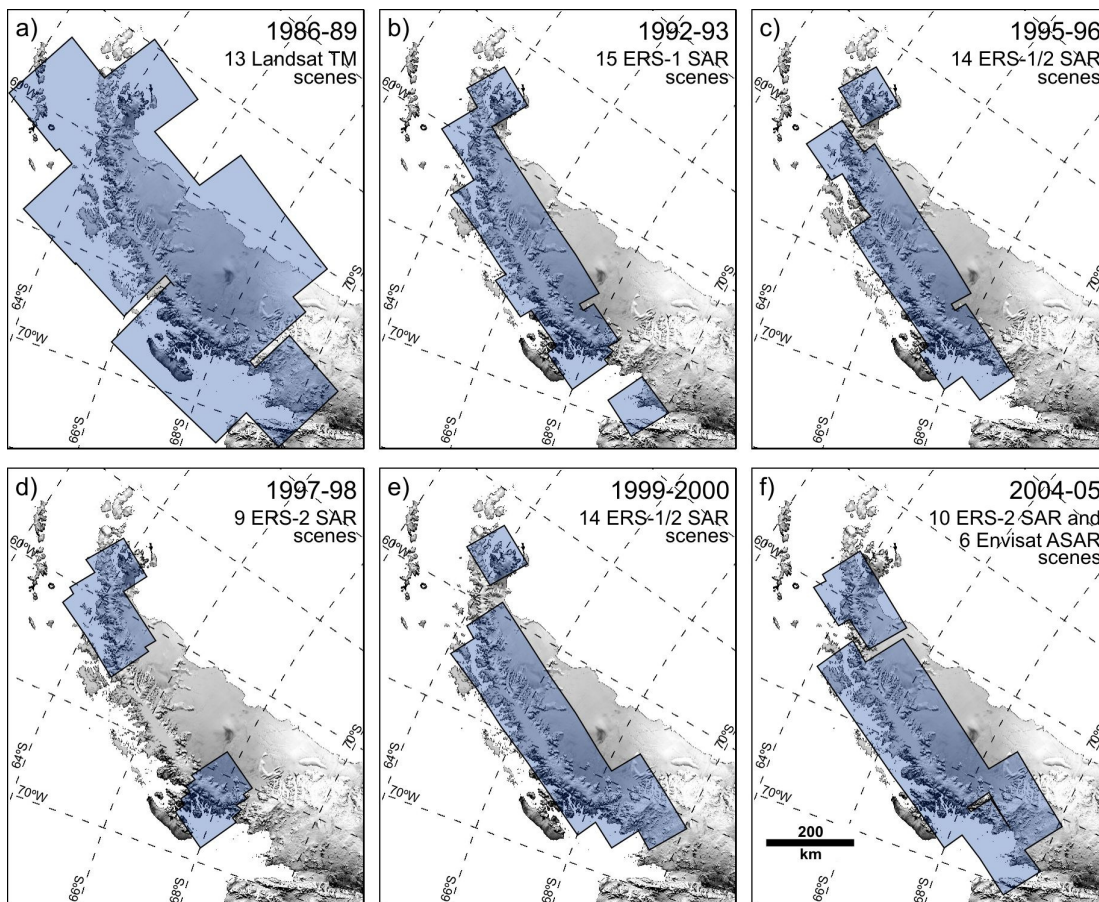 a)
1986-89
13 Landsat TM
scenes
60°W
64°S
70°W
66°S
68°S
70°S
b)
1992-93
15 ERS-1 SAR
scenes
60°W
64°S
70°W
66°S
68°S
70°S
c)
1995-96
14 ERS-1/2 SAR
scenes
60°W
64°S
70°W
66°S
68°S
70°S
d)
1997-98
9 ERS-2 SAR
scenes
60°W
64°S
70°W
66°S
68°S
70°S
e)
1999-2000
14 ERS-1/2 SAR
scenes
60°W
64°S
70°W
66°S
68°S
70°S
f)
2004-05
10 ERS-2 SAR and
6 Envisat ASAR
scenes
60°W
64°S
70°W
66°S
68°S
70°S
200
km